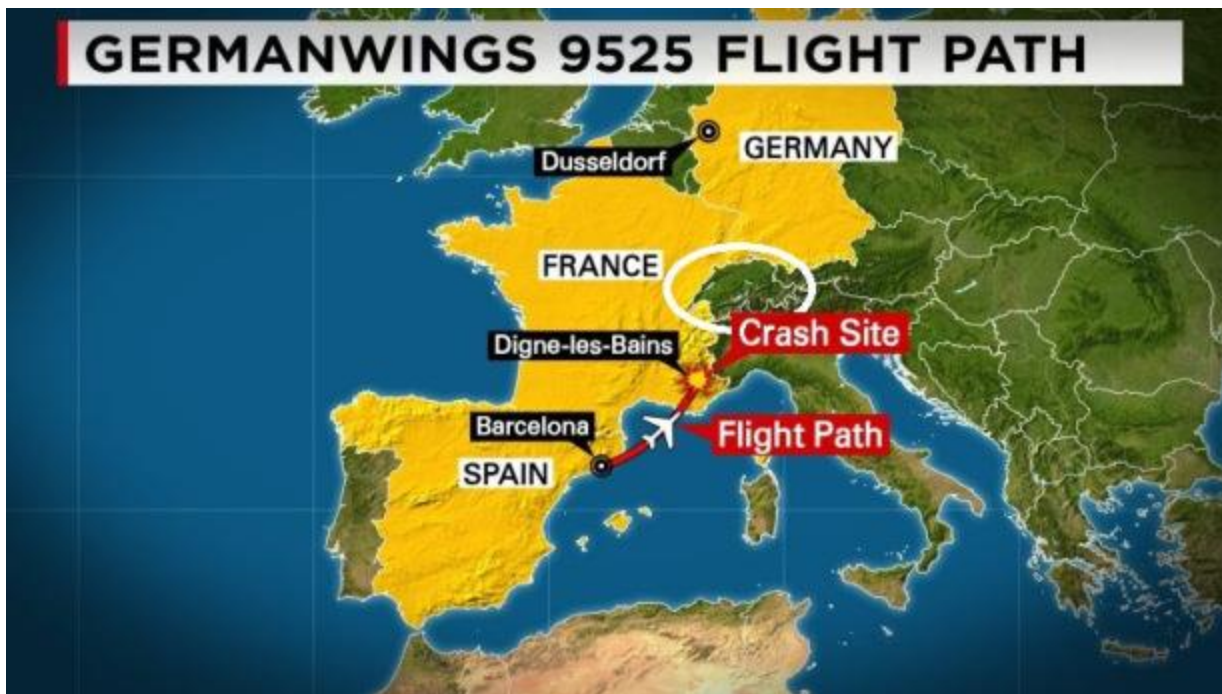 GERMANWINGS 9525 FLIGHT PATH
Dusseldorf
GERMANY
FRANCE
Digne-les-Bains
Crash Site
Barcelona
Flight Path
SPAIN